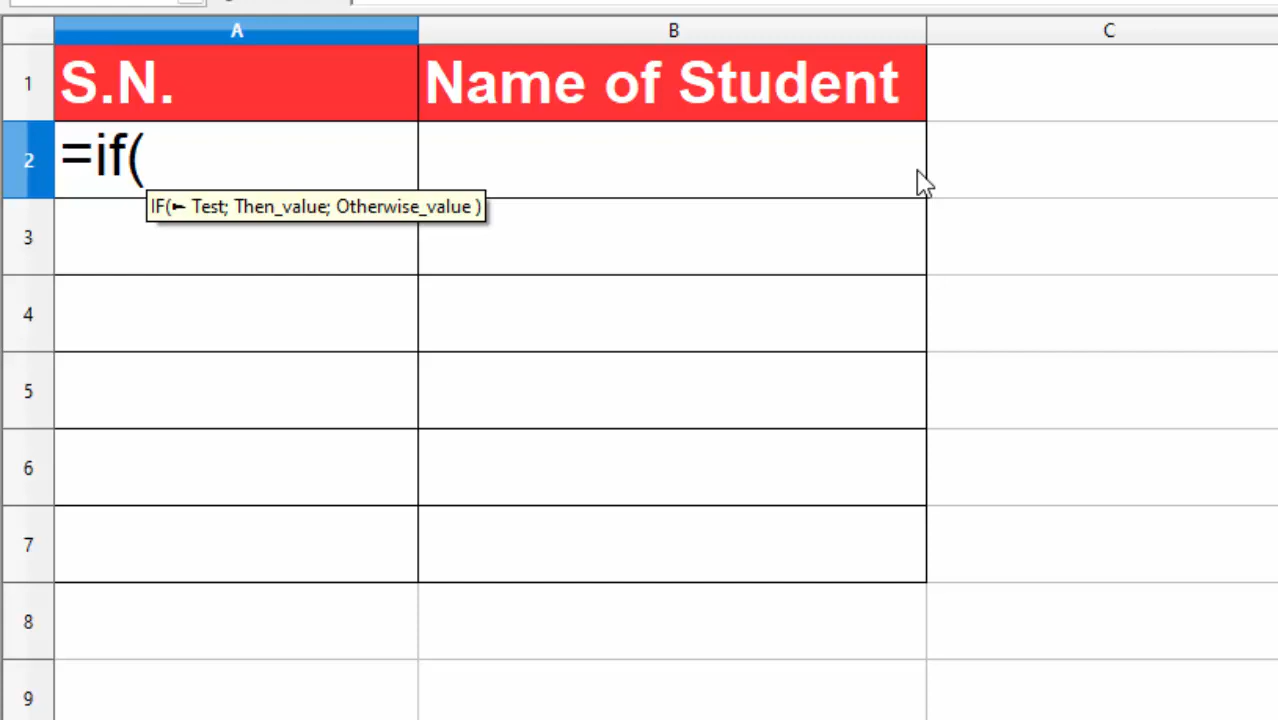 A B C
1 S.N. Name of Student
2 =if(
IF(► Test; Then_value; Otherwise_value )
3
4
5
6
7
8
9